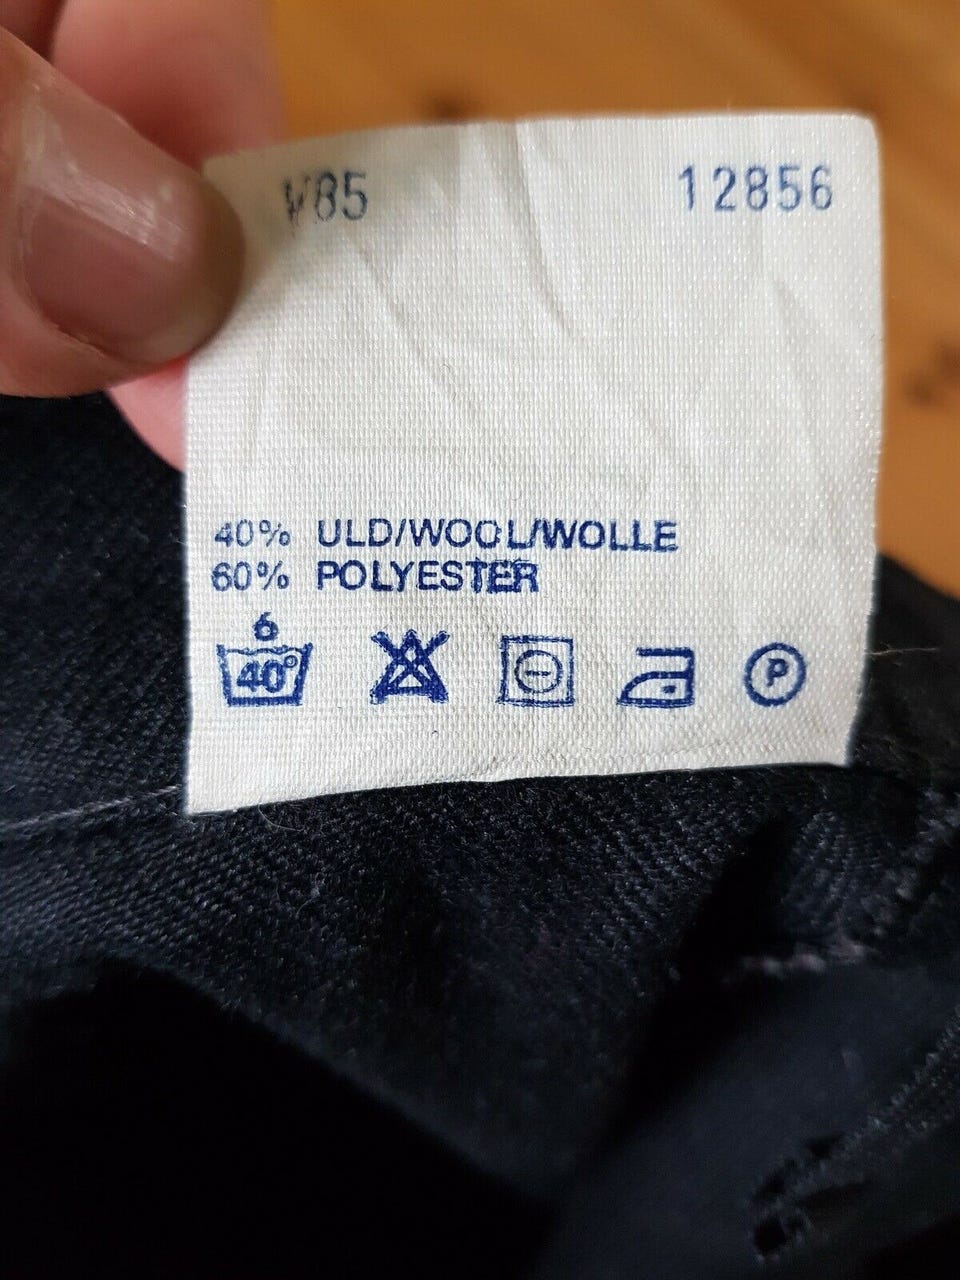 W85 12856
40% ULD/WOOL/WOLLE
60% POLYESTER
6
40°
P